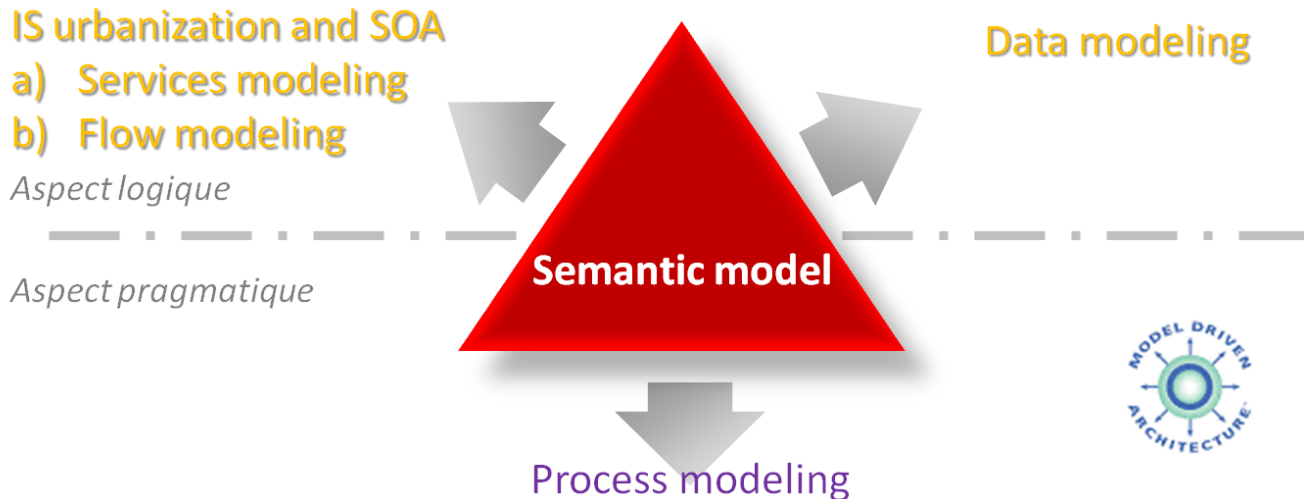 IS urbanization and SOA
a) Services modeling
b) Flow modeling
Data modeling
Aspect logique
Semantic model
Aspect pragmatique
MODEL DRIVEN
ARCHITECTURE™
Process modeling